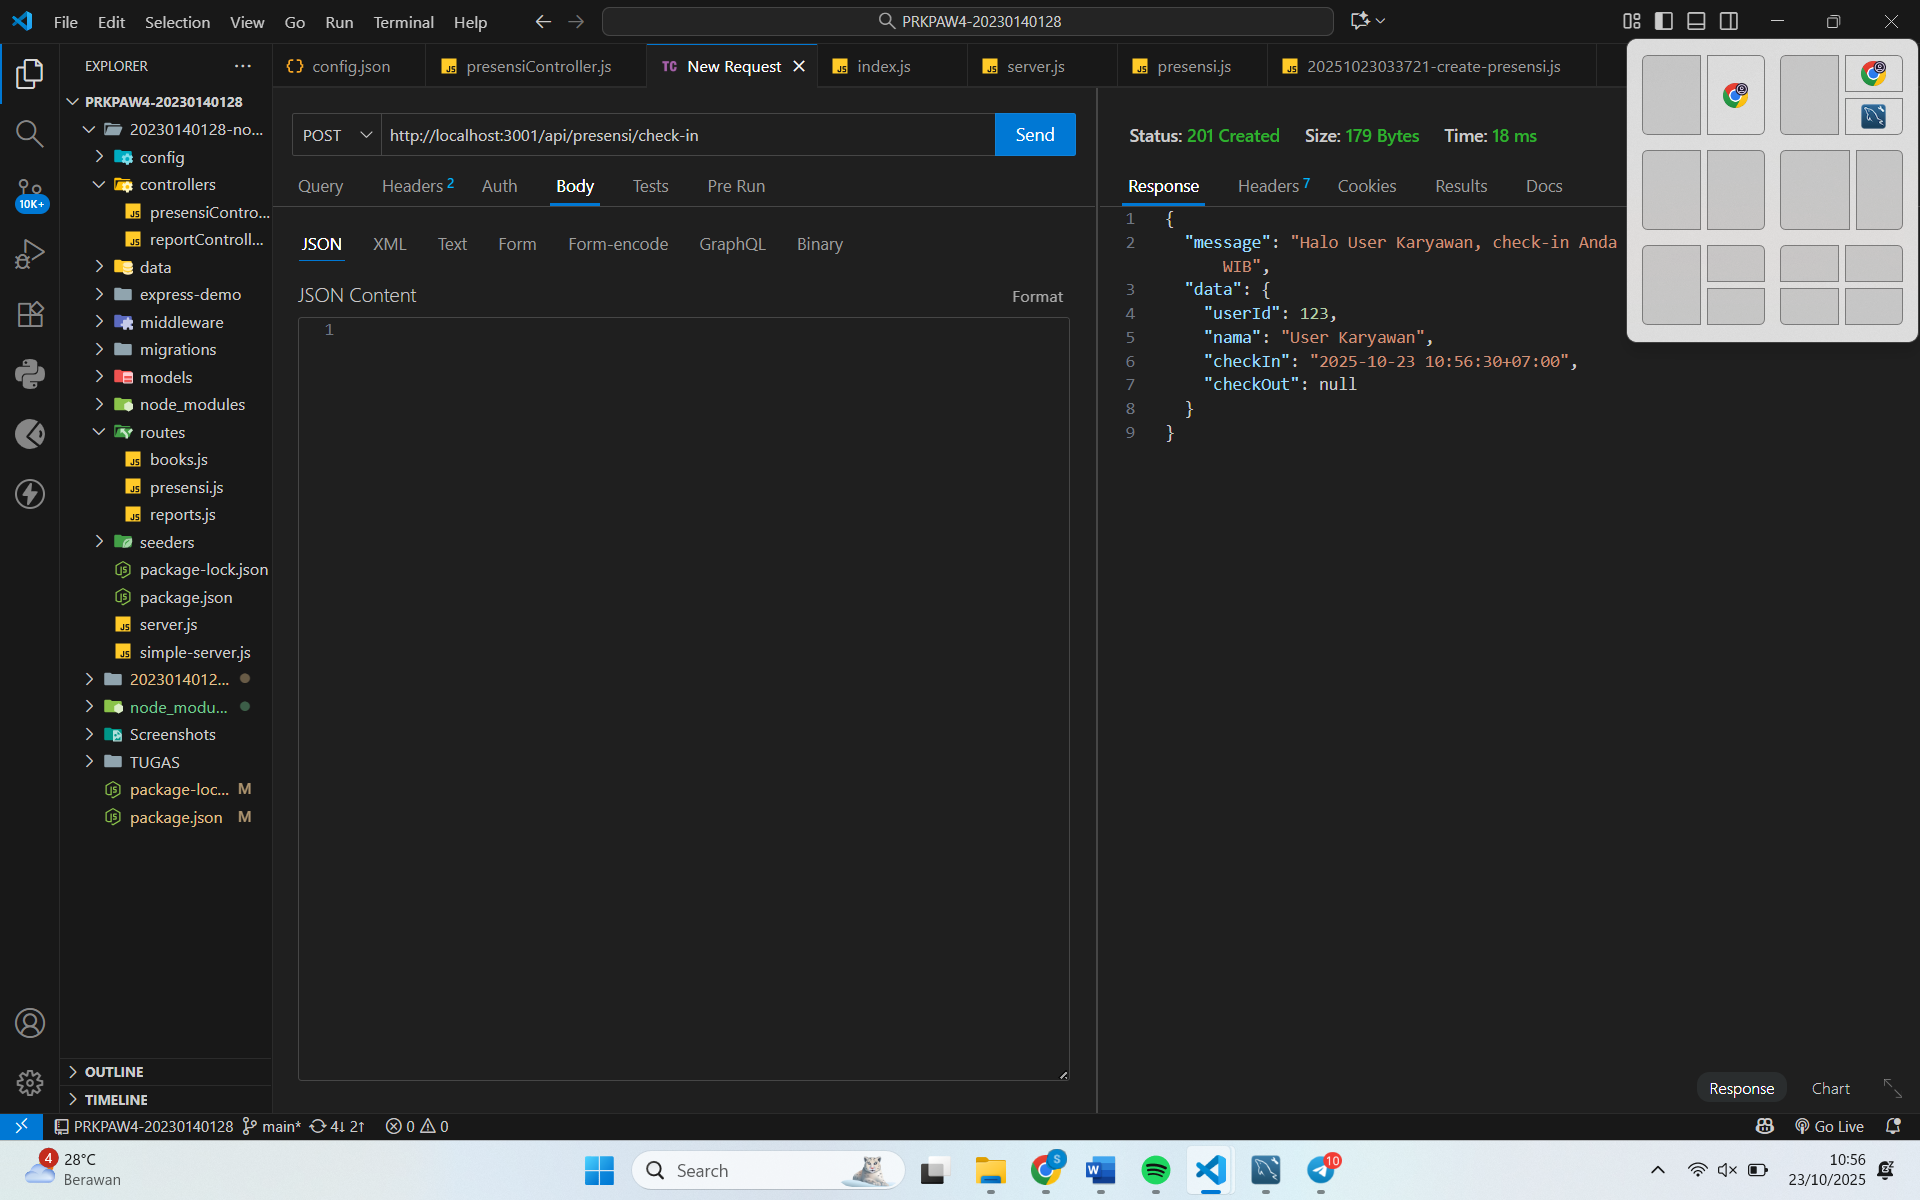 File Edit Selection View Go Run Terminal Help
PRKPAW4-20230140128
EXPLORER
config.json
presensiController.js
TC New Request
index.js
server.js
presensi.js
20251023033721-create-presensi.js
PRKPAW4-20230140128
20230140128-no...
config
controllers
presensiContro...
reportControll...
data
express-demo
middleware
migrations
models
node_modules
routes
books.js
presensi.js
reports.js
seeders
package-lock.json
package.json
server.js
simple-server.js
2023014012...
node_modu...
Screenshots
TUGAS
package-loc... M
package.json M
OUTLINE
TIMELINE
10K+
POST http://localhost:3001/api/presensi/check-in Send
Query Headers 2 Auth Body Tests Pre Run
JSON XML Text Form Form-encode GraphQL Binary
JSON Content Format
1
Status: 201 Created Size: 179 Bytes Time: 18 ms
Response Headers 7 Cookies Results Docs
1 {
2 "message": "Halo User Karyawan, check-in Anda
WIB",
3 "data": {
4 "userId": 123,
5 "nama": "User Karyawan",
6 "checkIn": "2025-10-23 10:56:30+07:00",
7 "checkOut": null
8 }
9 }
Response Chart
PRKPAW4-20230140128 main* 4↓ 2↑ 0 0 Go Live
4
28°C
Berawan
Search
S
W
10
10:56
23/10/2025